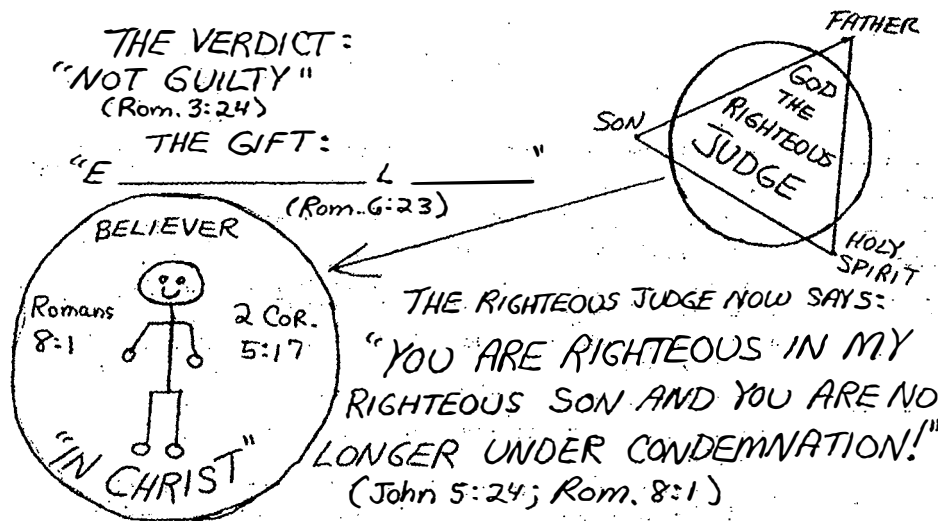 THE VERDICT:
"NOT GUILTY"
(Rom. 3:24)
THE GIFT:
"E ______________ L _______"
(Rom. 6:23)
FATHER
SON
HOLY
SPIRIT
GOD
THE
RIGHTEOUS
JUDGE
BELIEVER
Romans
8:1
2 COR.
5:17
"IN CHRIST"
THE RIGHTEOUS JUDGE NOW SAYS:
"YOU ARE RIGHTEOUS IN MY
RIGHTEOUS SON AND YOU ARE NO
LONGER UNDER CONDEMNATION!"
(John 5:24; Rom. 8:1)